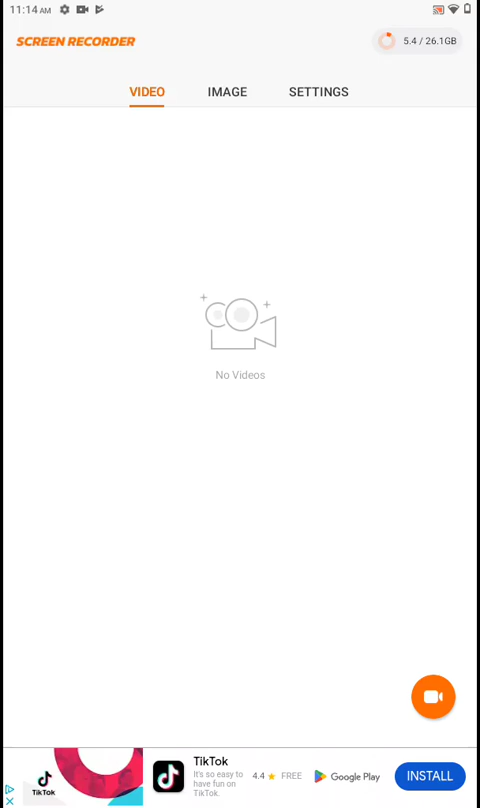 11:14 AM
SCREEN RECORDER
5.4 / 26.1GB
VIDEO IMAGE SETTINGS
No Videos
TikTok
TikTok
It's so easy to
have fun on
TikTok.
4.4 ★ FREE
Google Play
INSTALL